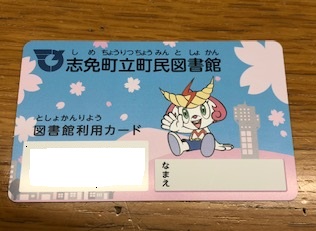 しめちょうりつちょうみんとしょかん
志免町立町民図書館
としょかんりよう
図書館利用カード
なまえ